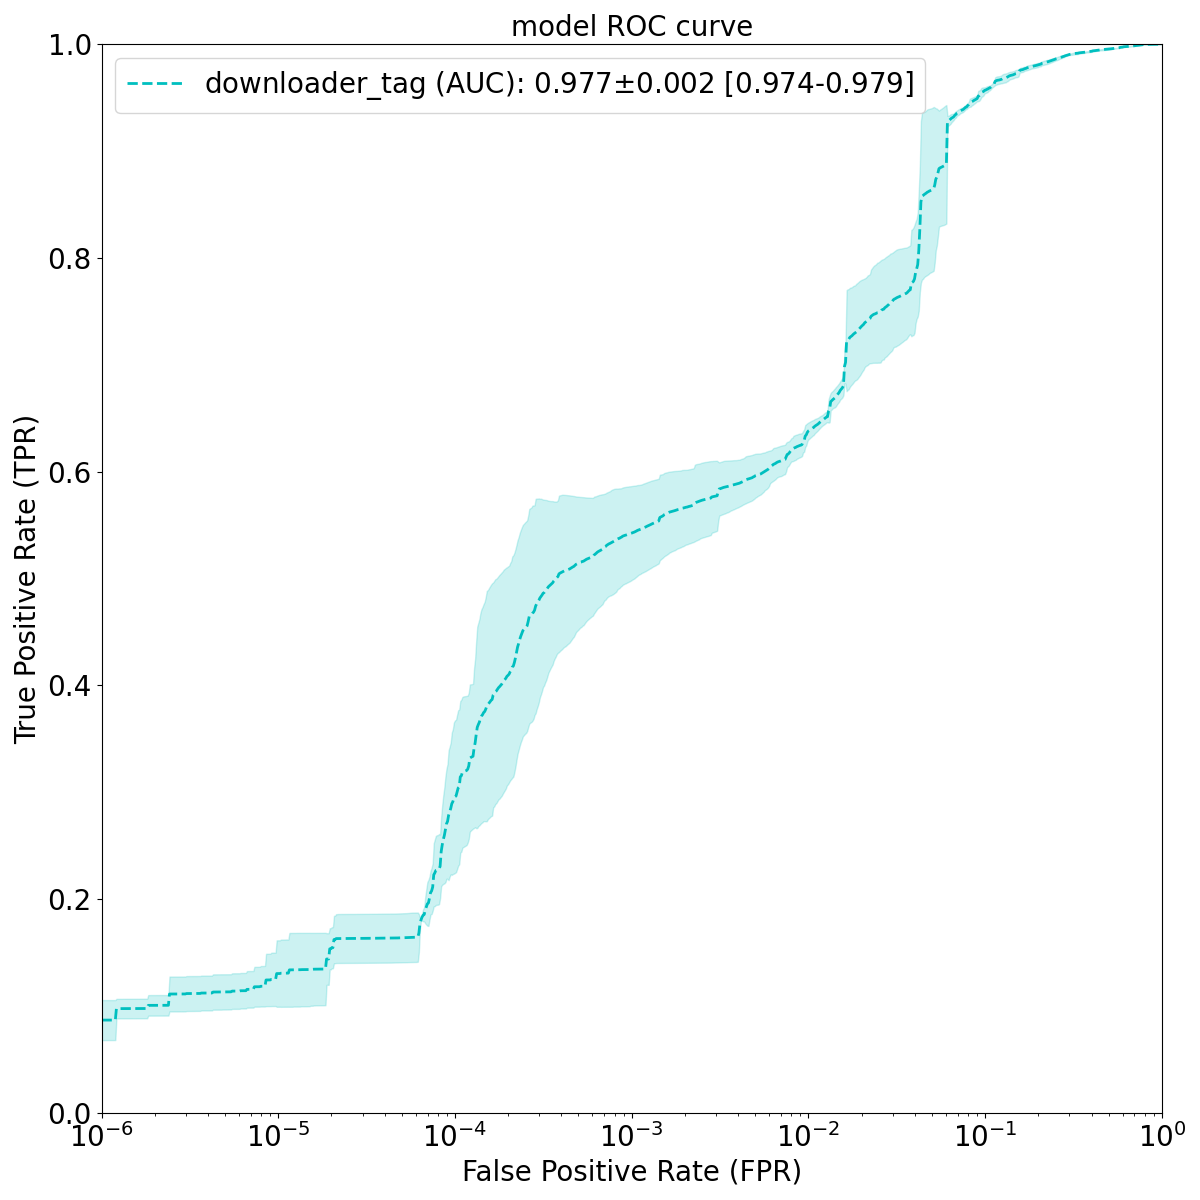 model ROC curve
downloader_tag (AUC): 0.977±0.002 [0.974-0.979]
True Positive Rate (TPR)
1.0
0.8
0.6
0.4
0.2
0.0
10⁻⁶ 10⁻⁵ 10⁻⁴ 10⁻³ 10⁻² 10⁻¹ 10⁰
False Positive Rate (FPR)